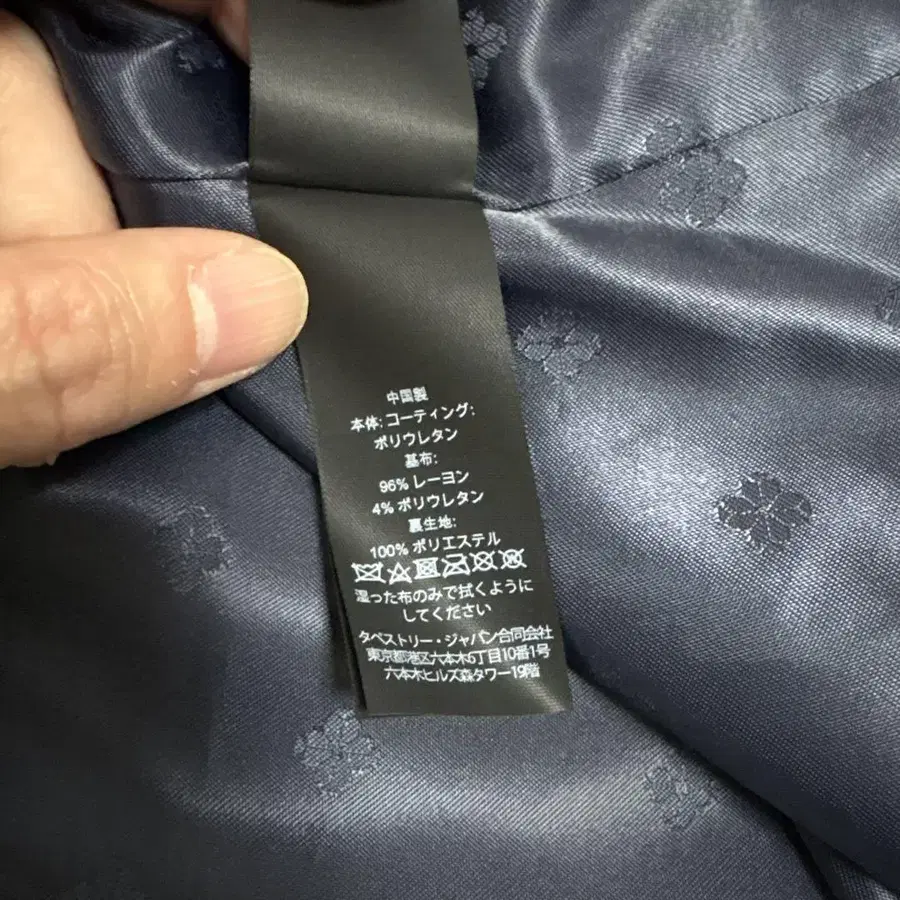 中国製
本体: コーティング:
ポリウレタン
基布:
96% レーヨン
4% ポリウレタン
裏生地:
100% ポリエステル
湿った布のみで拭くように
してください
タペストリー・ジャパン合同会社
東京都港区六本木6丁目10番1号
六本木ヒルズ森タワー19階